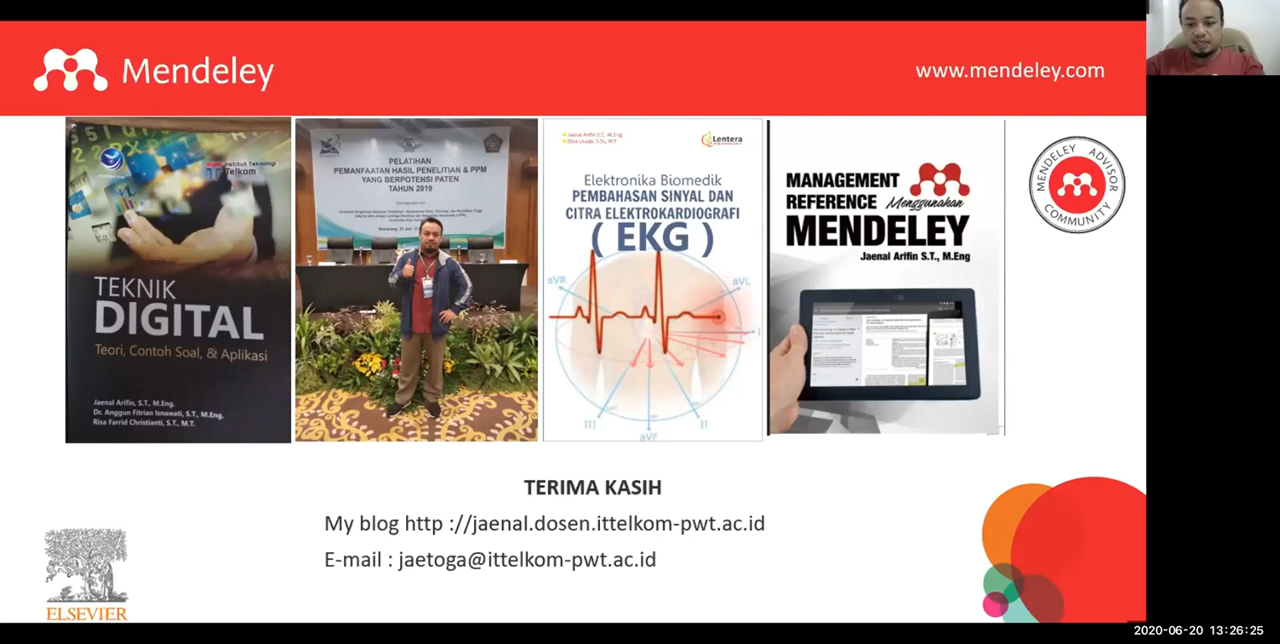 Mendeley
www.mendeley.com
Institut Teknologi
Telkom
TEKNIK
DIGITAL
Teori, Contoh Soal, & Aplikasi
Jaenal Arifin, S.T., M.Eng.
Dr. Anggun Fitrian Isnawati, S.T., M.Eng.
Risa Farrid Christianti, S.T., M.T.
PELATIHAN
PEMANFAATAN HASIL PENELITIAN & PPM
YANG BERPOTENSI PATEN
TAHUN 2019
Jaenal Arifin S.T., M.Eng
Lentera
Elektronika Biomedik
PEMBAHASAN SINYAL DAN
CITRA ELEKTROKARDIOGRAFI
( EKG )
aVR
aVL
I
III
aVF
II
MANAGEMENT
REFERENCE Menggunakan
MENDELEY
Jaenal Arifin S.T., M.Eng
MENDELEY ADVISOR
COMMUNITY
TERIMA KASIH
My blog http ://jaenal.dosen.ittelkom-pwt.ac.id
E-mail : jaetoga@ittelkom-pwt.ac.id
ELSEVIER
2020-06-20 13:26:25